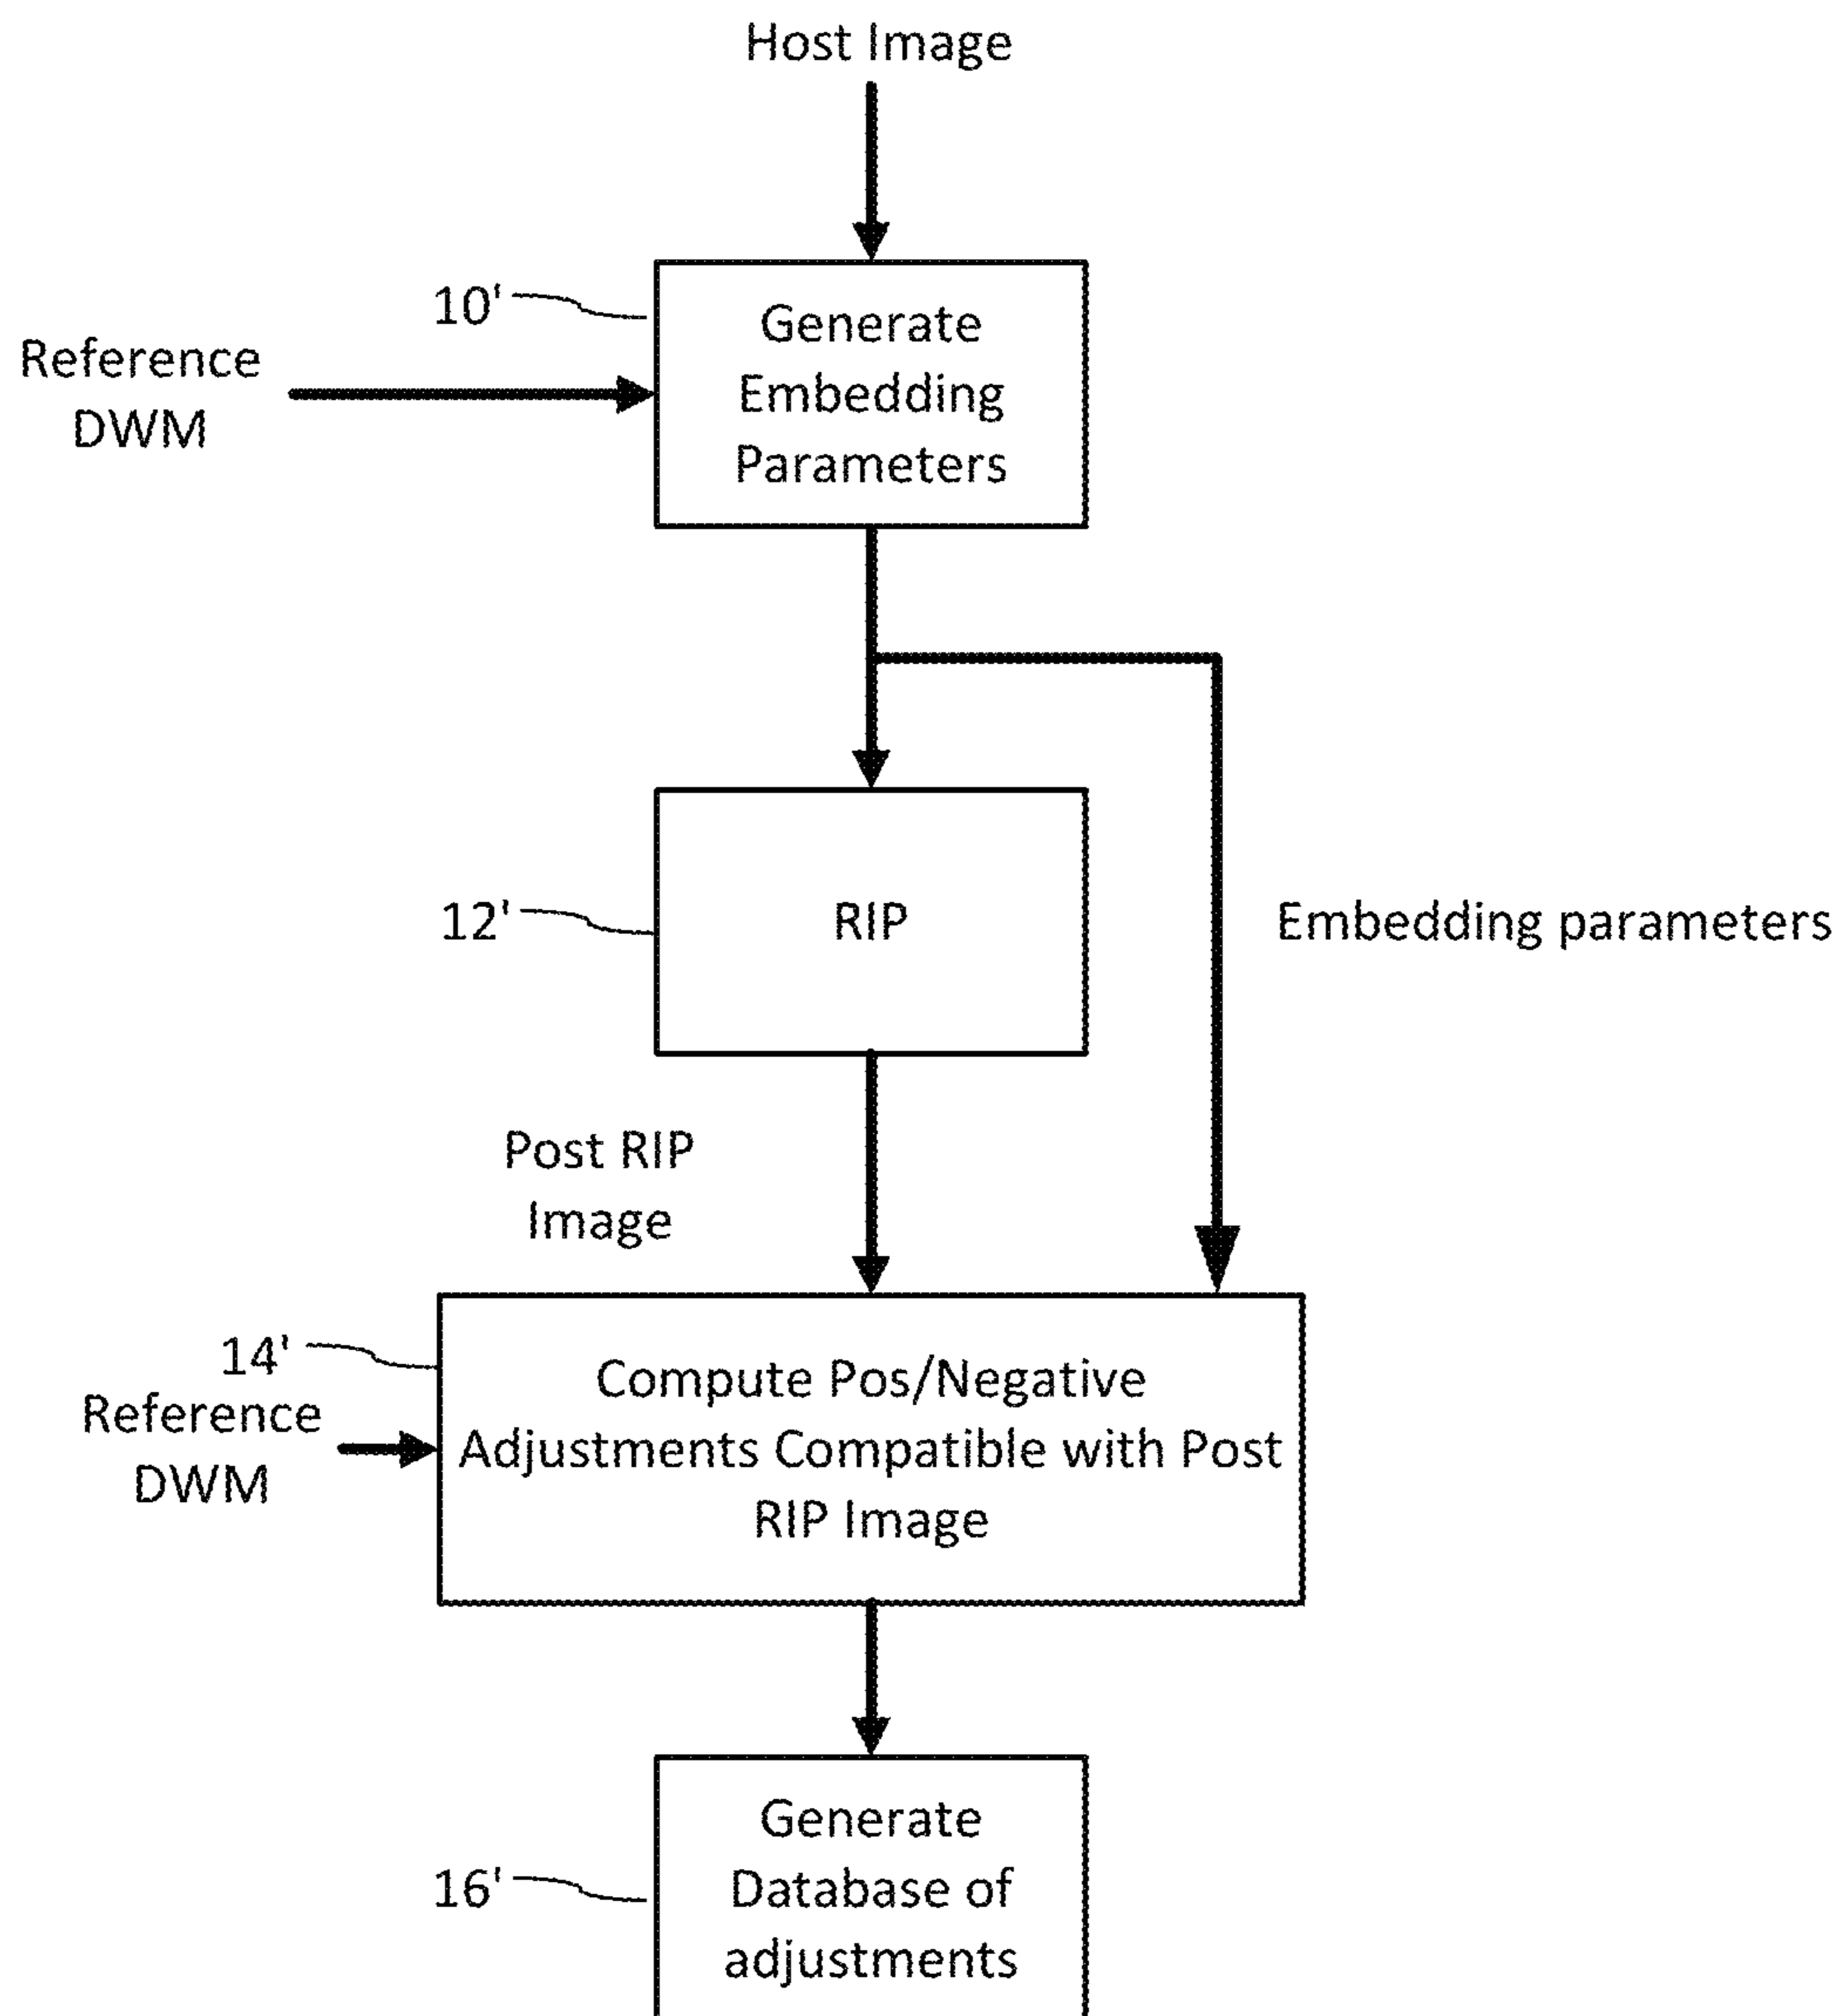 Host Image
10'
Reference
DWM
Generate
Embedding
Parameters
12'
RIP
Embedding parameters
Post RIP
Image
14'
Reference
DWM
Compute Pos/Negative
Adjustments Compatible with Post
RIP Image
16'
Generate
Database of
adjustments